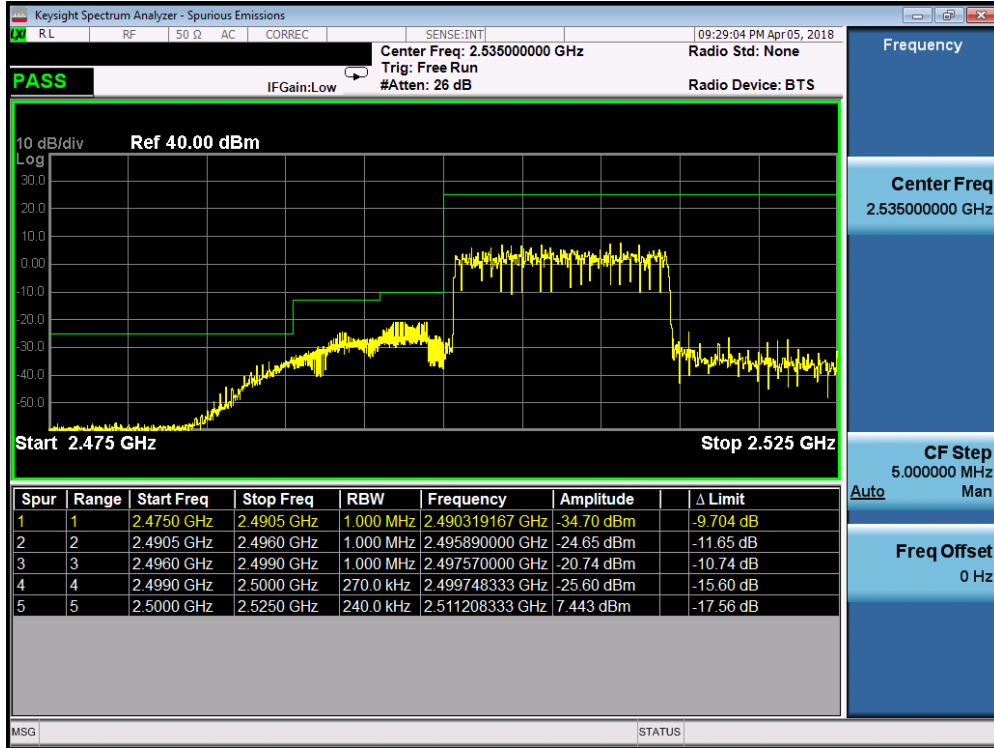 Keysight Spectrum Analyzer - Spurious Emissions
LXI RL RF 50 Ω AC CORREC SENSE:INT 09:29:04 PM Apr 05, 2018
Center Freq: 2.535000000 GHz Radio Std: None
Trig: Free Run
PASS IFGain:Low #Atten: 26 dB Radio Device: BTS
10 dB/div Ref 40.00 dBm
Log
30.0
20.0
10.0
0.00
-10.0
-20.0
-30.0
-40.0
-50.0
Start 2.475 GHz Stop 2.525 GHz
Spur Range Start Freq Stop Freq RBW Frequency Amplitude Δ Limit
1 1 2.4750 GHz 2.4905 GHz 1.000 MHz 2.490319167 GHz -34.70 dBm -9.704 dB
2 2 2.4905 GHz 2.4960 GHz 1.000 MHz 2.495890000 GHz -24.65 dBm -11.65 dB
3 3 2.4960 GHz 2.4990 GHz 1.000 MHz 2.497570000 GHz -20.74 dBm -10.74 dB
4 4 2.4990 GHz 2.5000 GHz 270.0 kHz 2.499748333 GHz -25.60 dBm -15.60 dB
5 5 2.5000 GHz 2.5250 GHz 240.0 kHz 2.511208333 GHz 7.443 dBm -17.56 dB
MSG STATUS
Frequency
Center Freq
2.535000000 GHz
CF Step
5.000000 MHz
Auto Man
Freq Offset
0 Hz